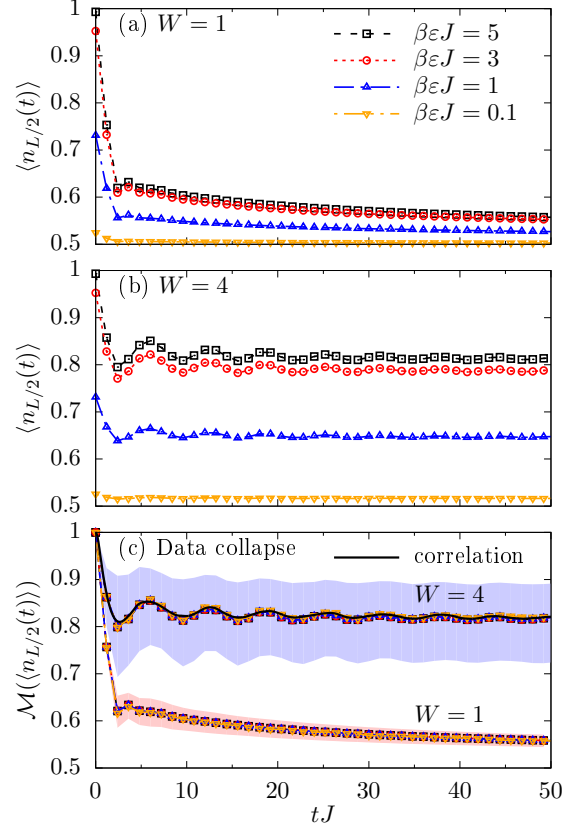 1
(a) W = 1
βεJ = 5
0.9
βεJ = 3
0.8
βεJ = 1
βεJ = 0.1
0.7
0.6
0.5
⟨n_{L/2}(t)⟩
1
(b) W = 4
0.9
0.8
0.7
0.6
0.5
⟨n_{L/2}(t)⟩
1
(c) Data collapse
correlation
0.9
W = 4
0.8
0.7
0.6
W = 1
0.5
ℳ(⟨n_{L/2}(t)⟩)
0 10 20 30 40 50
tJ